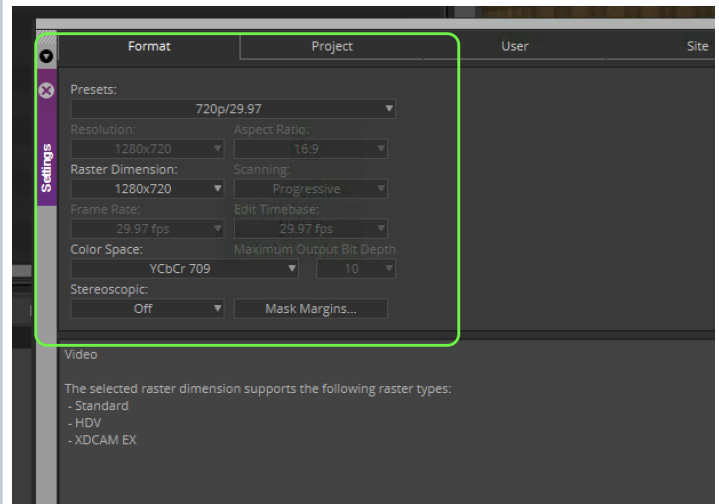 Format Project User Site
Settings
Presets:
720p/29.97
Resolution: Aspect Ratio:
1280x720 16:9
Raster Dimension: Scanning:
1280x720 Progressive
Frame Rate: Edit Timebase:
29.97 fps 29.97 fps
Color Space: Maximum Output Bit Depth
YCbCr 709 10
Stereoscopic:
Off Mask Margins...
Video
The selected raster dimension supports the following raster types:
- Standard
- HDV
- XDCAM EX